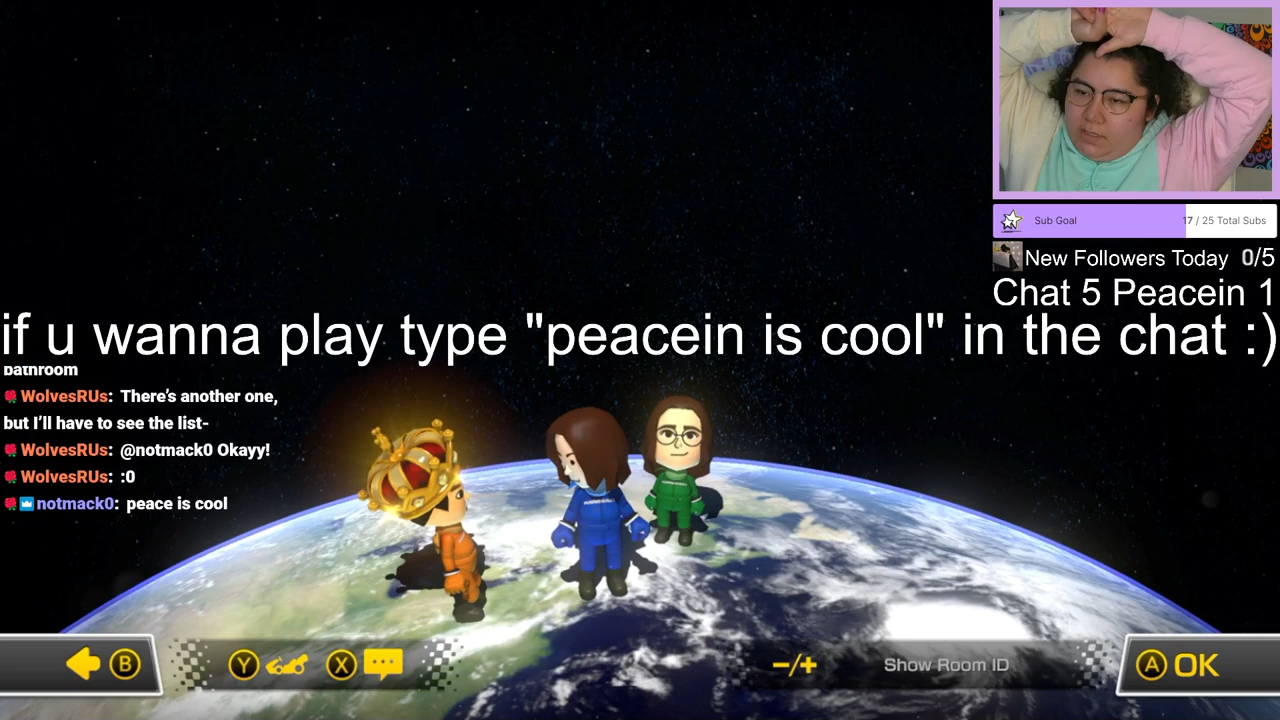 Sub Goal 17 / 25 Total Subs
New Followers Today 0/5
Chat 5 Peacein 1
if u wanna play type "peacein is cool" in the chat :)
bathroom
WolvesRUs: There's another one,
but I'll have to see the list-
WolvesRUs: @notmack0 Okayy!
WolvesRUs: :0
notmack0: peace is cool
B Y X -/+ Show Room ID A OK